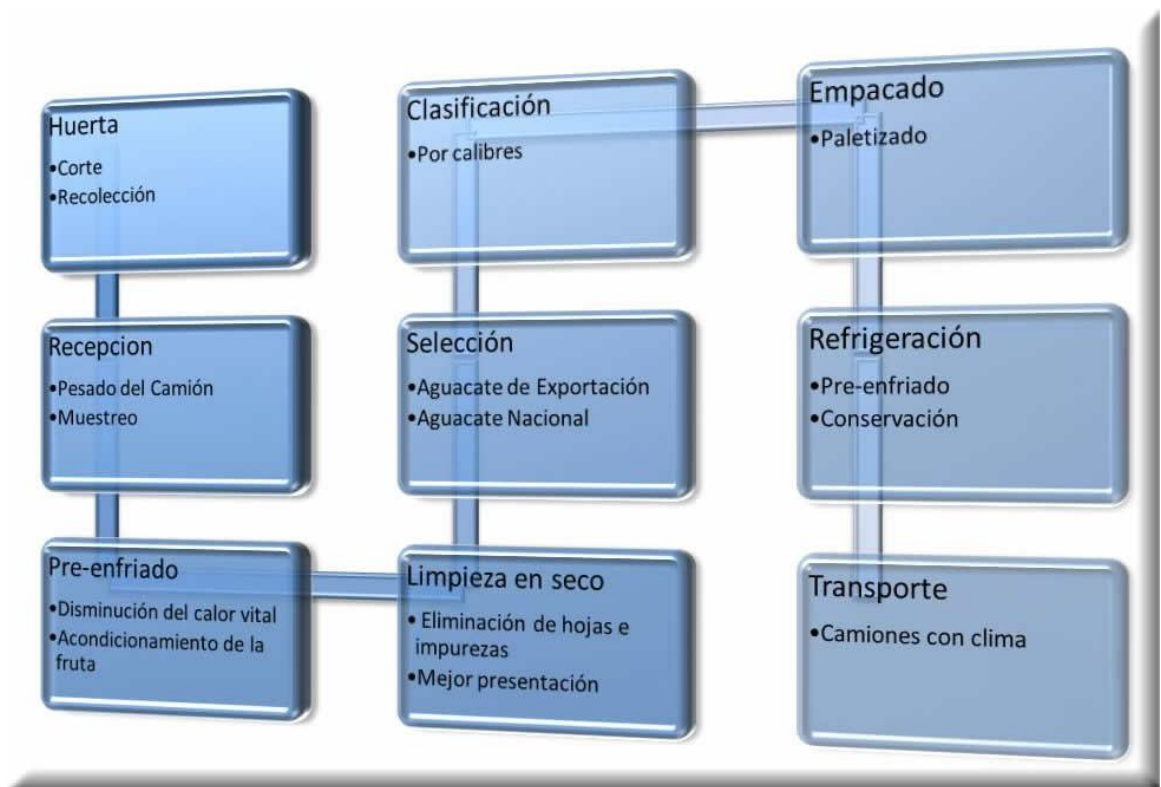 Huerta
•Corte
•Recolección
Recepcion
•Pesado del Camión
•Muestreo
Pre-enfriado
•Disminución del calor vital
•Acondicionamiento de la
fruta
Limpieza en seco
• Eliminación de hojas e
impurezas
•Mejor presentación
Selección
•Aguacate de Exportación
•Aguacate Nacional
Clasificación
•Por calibres
Empacado
•Paletizado
Refrigeración
•Pre-enfriado
•Conservación
Transporte
•Camiones con clima